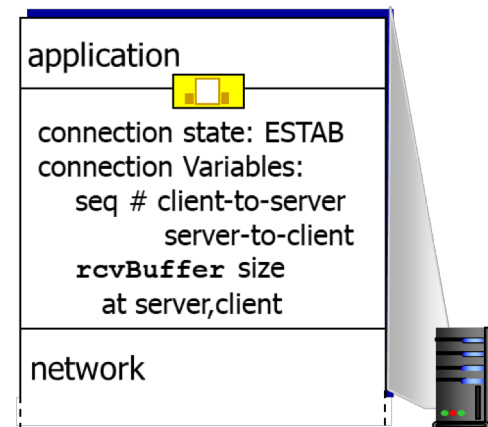 application
connection state: ESTAB
connection Variables:
seq # client-to-server
server-to-client
rcvBuffer size
at server,client
network